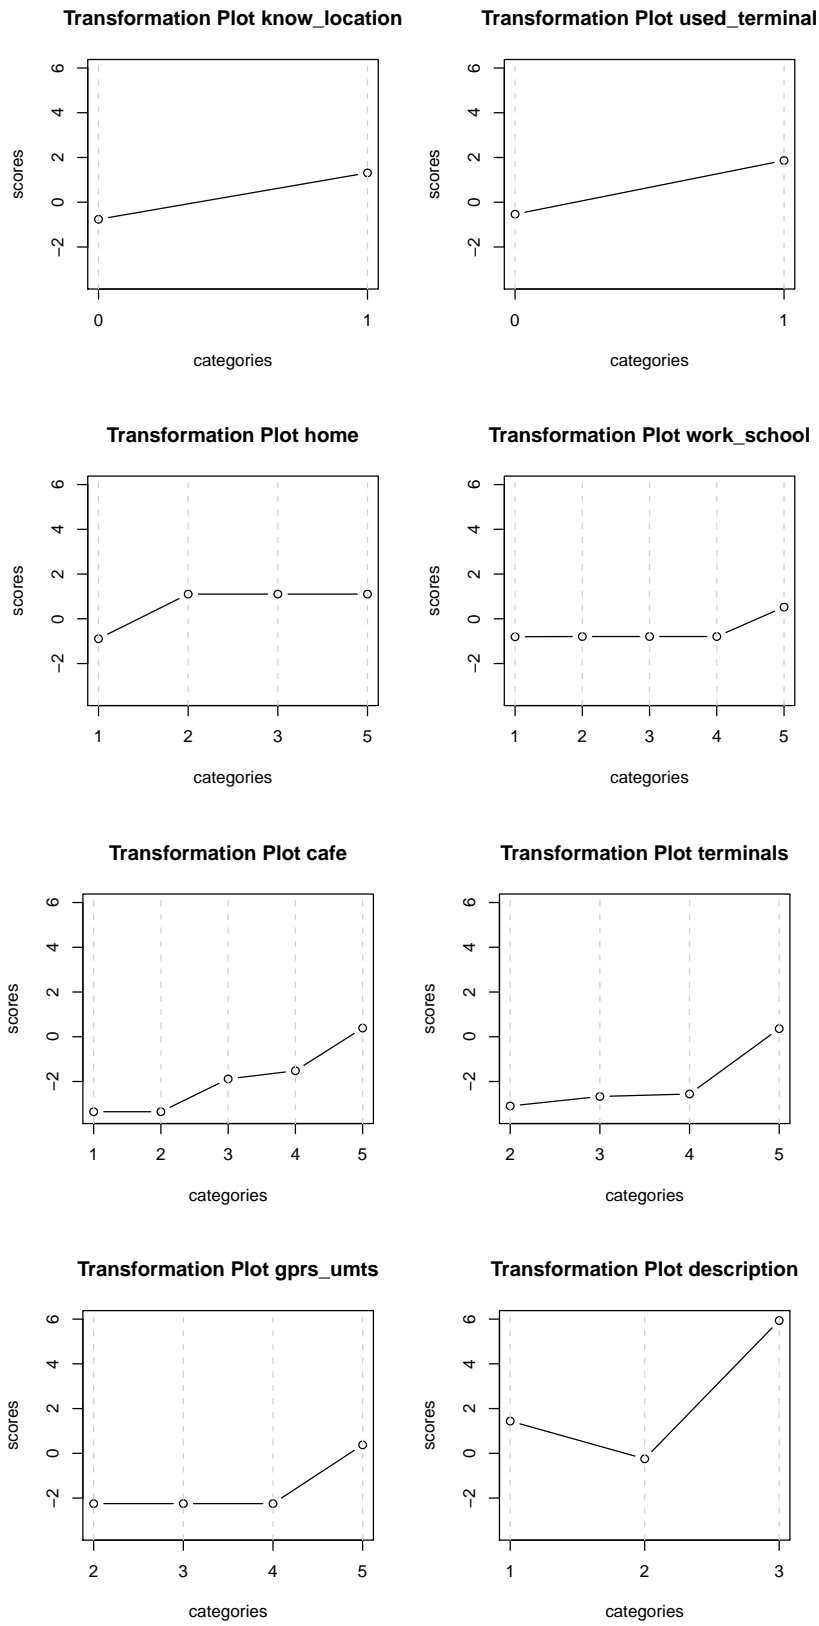 Transformation Plot know_location
scores
6
4
2
0
−2
0 1
categories
Transformation Plot used_terminal
scores
6
4
2
0
−2
0 1
categories
Transformation Plot home
scores
6
4
2
0
−2
1 2 3 5
categories
Transformation Plot work_school
scores
6
4
2
0
−2
1 2 3 4 5
categories
Transformation Plot cafe
scores
6
4
2
0
−2
1 2 3 4 5
categories
Transformation Plot terminals
scores
6
4
2
0
−2
2 3 4 5
categories
Transformation Plot gprs_umts
scores
6
4
2
0
−2
2 3 4 5
categories
Transformation Plot description
scores
6
4
2
0
−2
1 2 3
categories